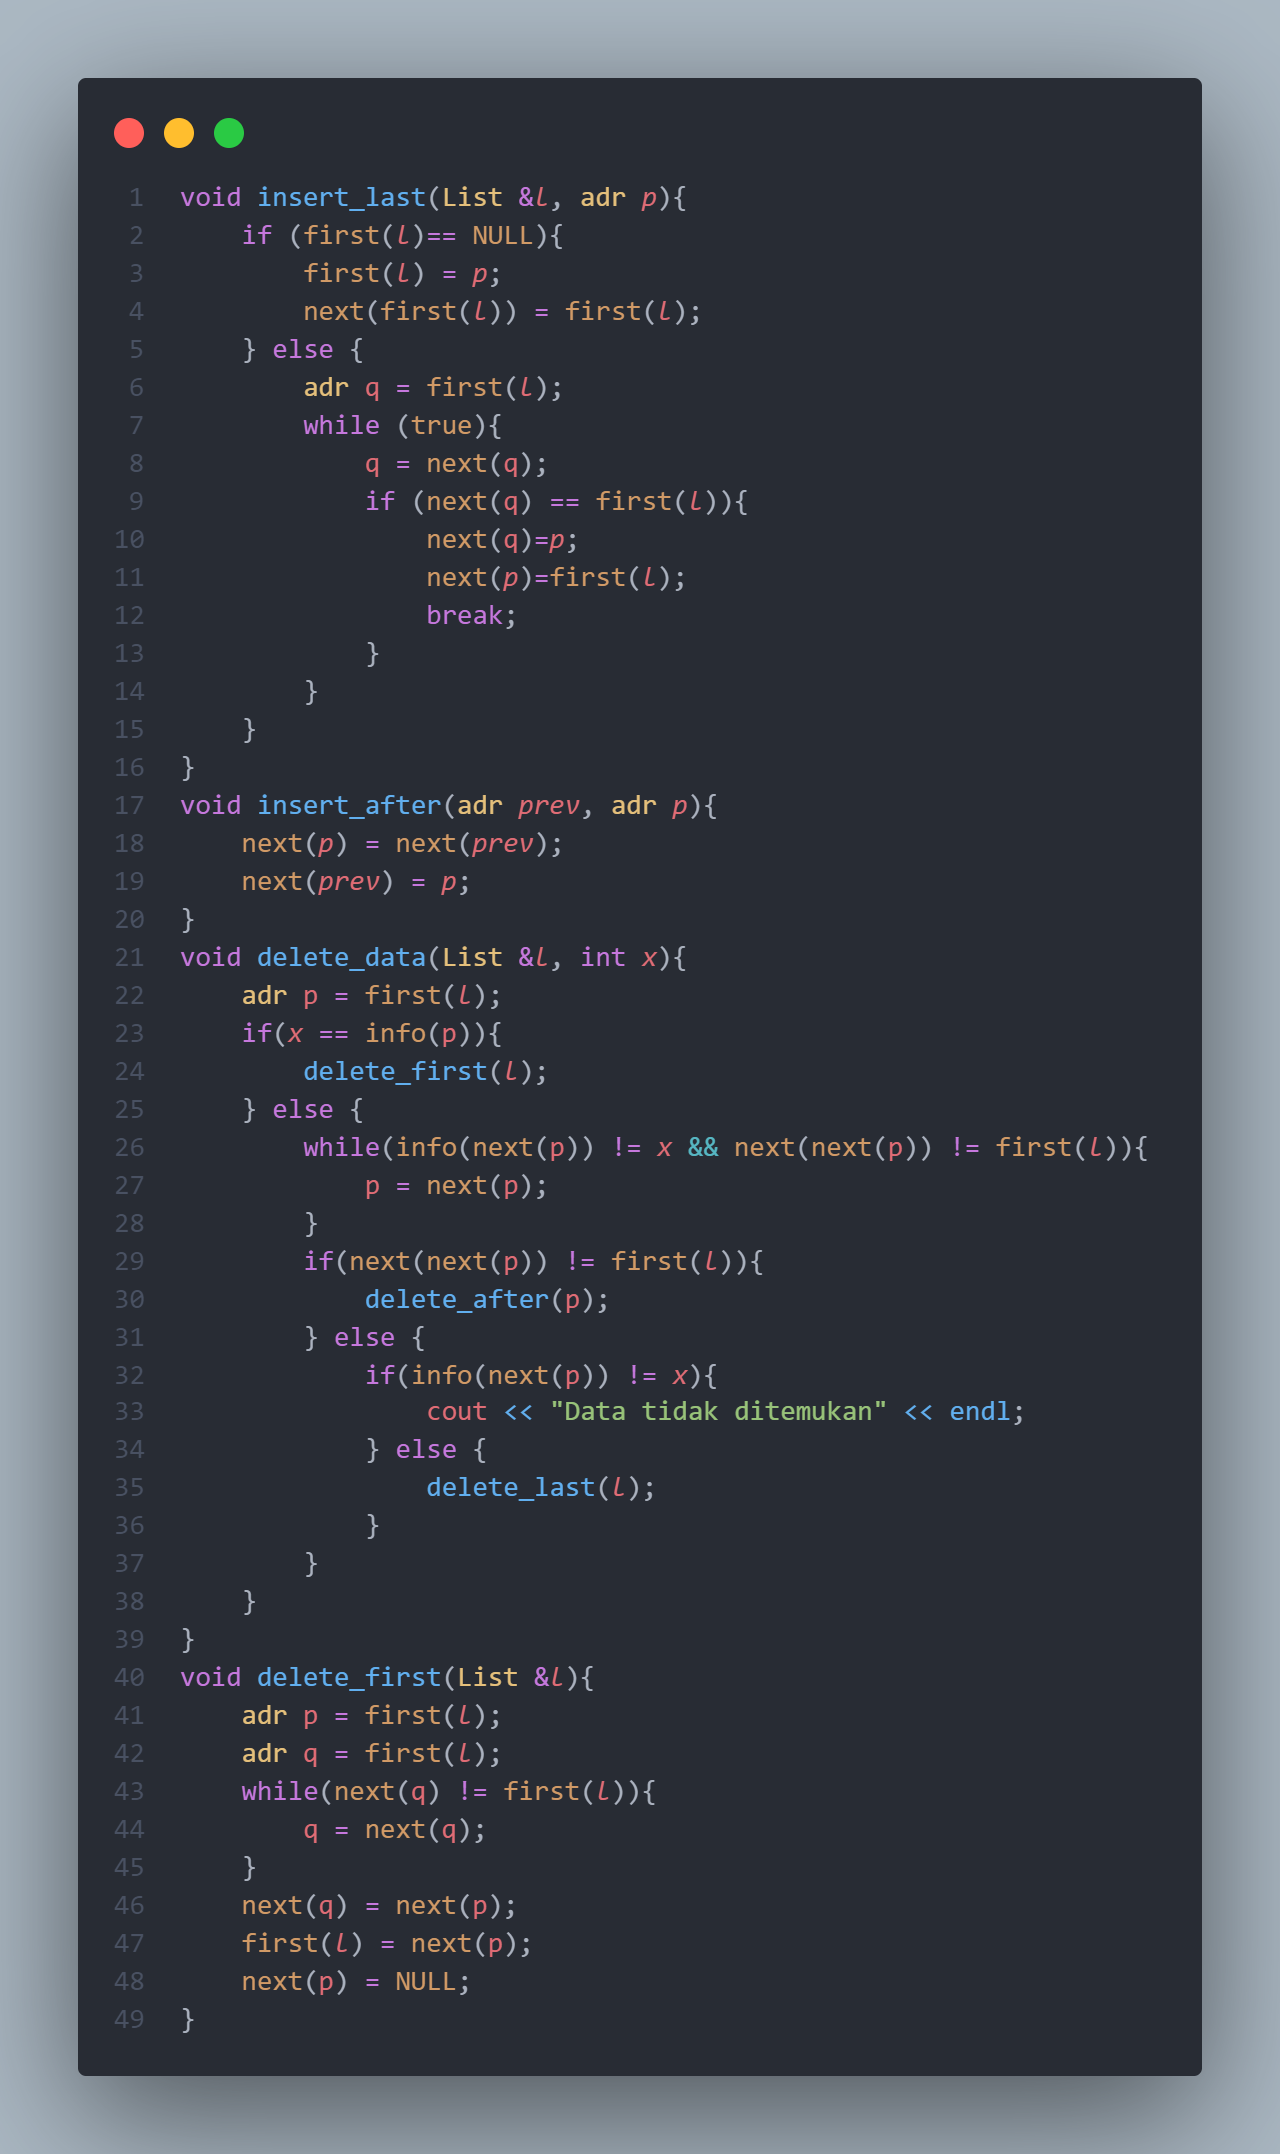 1 void insert_last(List &l, adr p){
2     if (first(l)== NULL){
3         first(l) = p;
4         next(first(l)) = first(l);
5     } else {
6         adr q = first(l);
7         while (true){
8             q = next(q);
9             if (next(q) == first(l)){
10                 next(q)=p;
11                 next(p)=first(l);
12                 break;
13             }
14         }
15     }
16 }
17 void insert_after(adr prev, adr p){
18     next(p) = next(prev);
19     next(prev) = p;
20 }
21 void delete_data(List &l, int x){
22     adr p = first(l);
23     if(x == info(p)){
24         delete_first(l);
25     } else {
26         while(info(next(p)) != x && next(next(p)) != first(l)){
27             p = next(p);
28         }
29         if(next(next(p)) != first(l)){
30             delete_after(p);
31         } else {
32             if(info(next(p)) != x){
33                 cout << "Data tidak ditemukan" << endl;
34             } else {
35                 delete_last(l);
36             }
37         }
38     }
39 }
40 void delete_first(List &l){
41     adr p = first(l);
42     adr q = first(l);
43     while(next(q) != first(l)){
44         q = next(q);
45     }
46     next(q) = next(p);
47     first(l) = next(p);
48     next(p) = NULL;
49 }